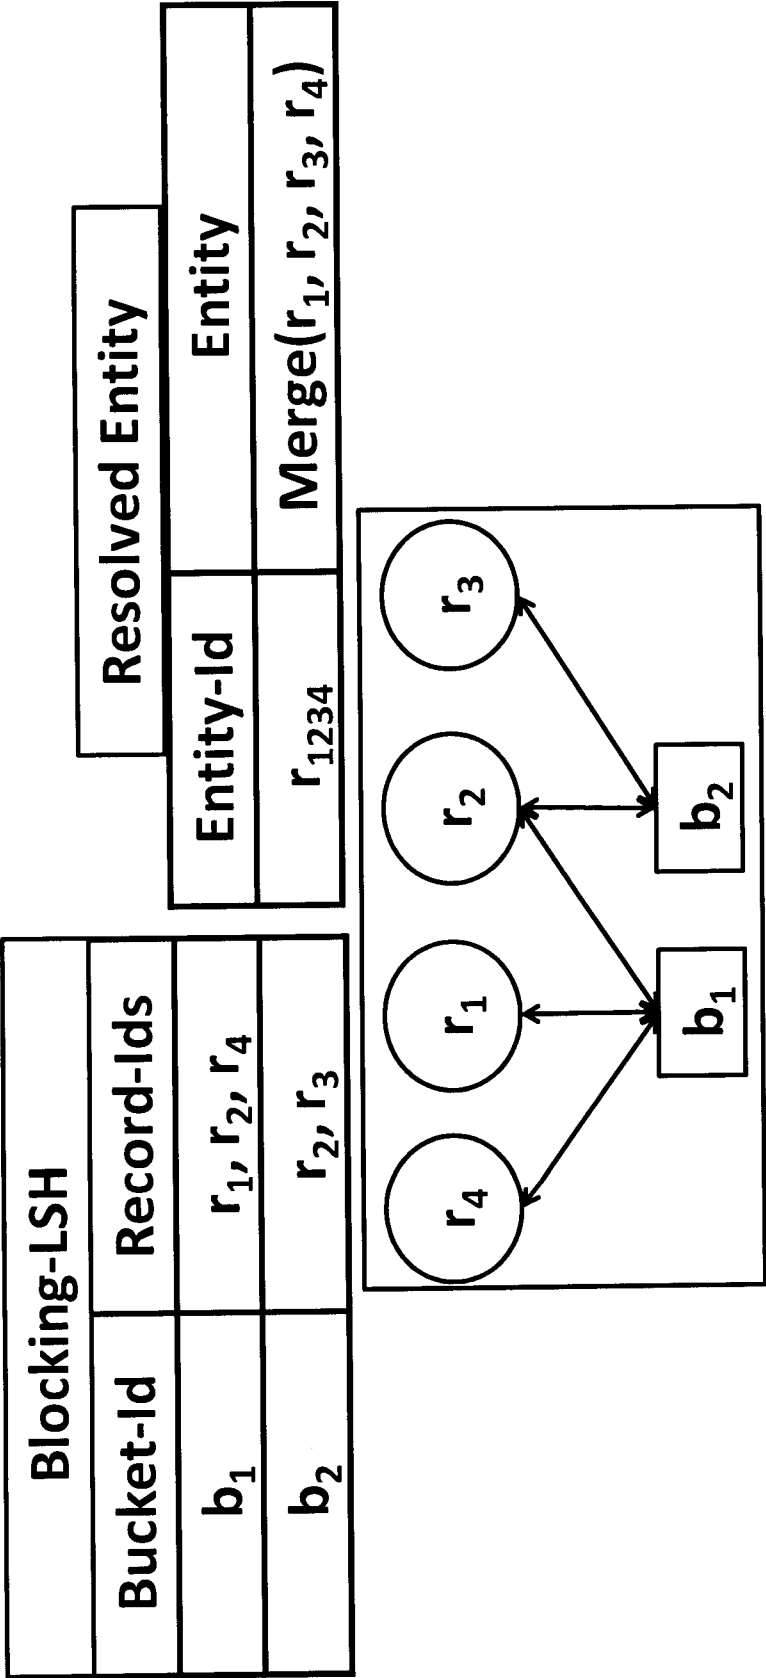 Blocking-LSH
Bucket-Id Record-Ids
b₁ r₁, r₂, r₄
b₂ r₂, r₃
Resolved Entity
Entity-Id Entity
r₁₂₃₄ Merge(r₁, r₂, r₃, r₄)
r₄ r₁ r₂ r₃
b₁ b₂